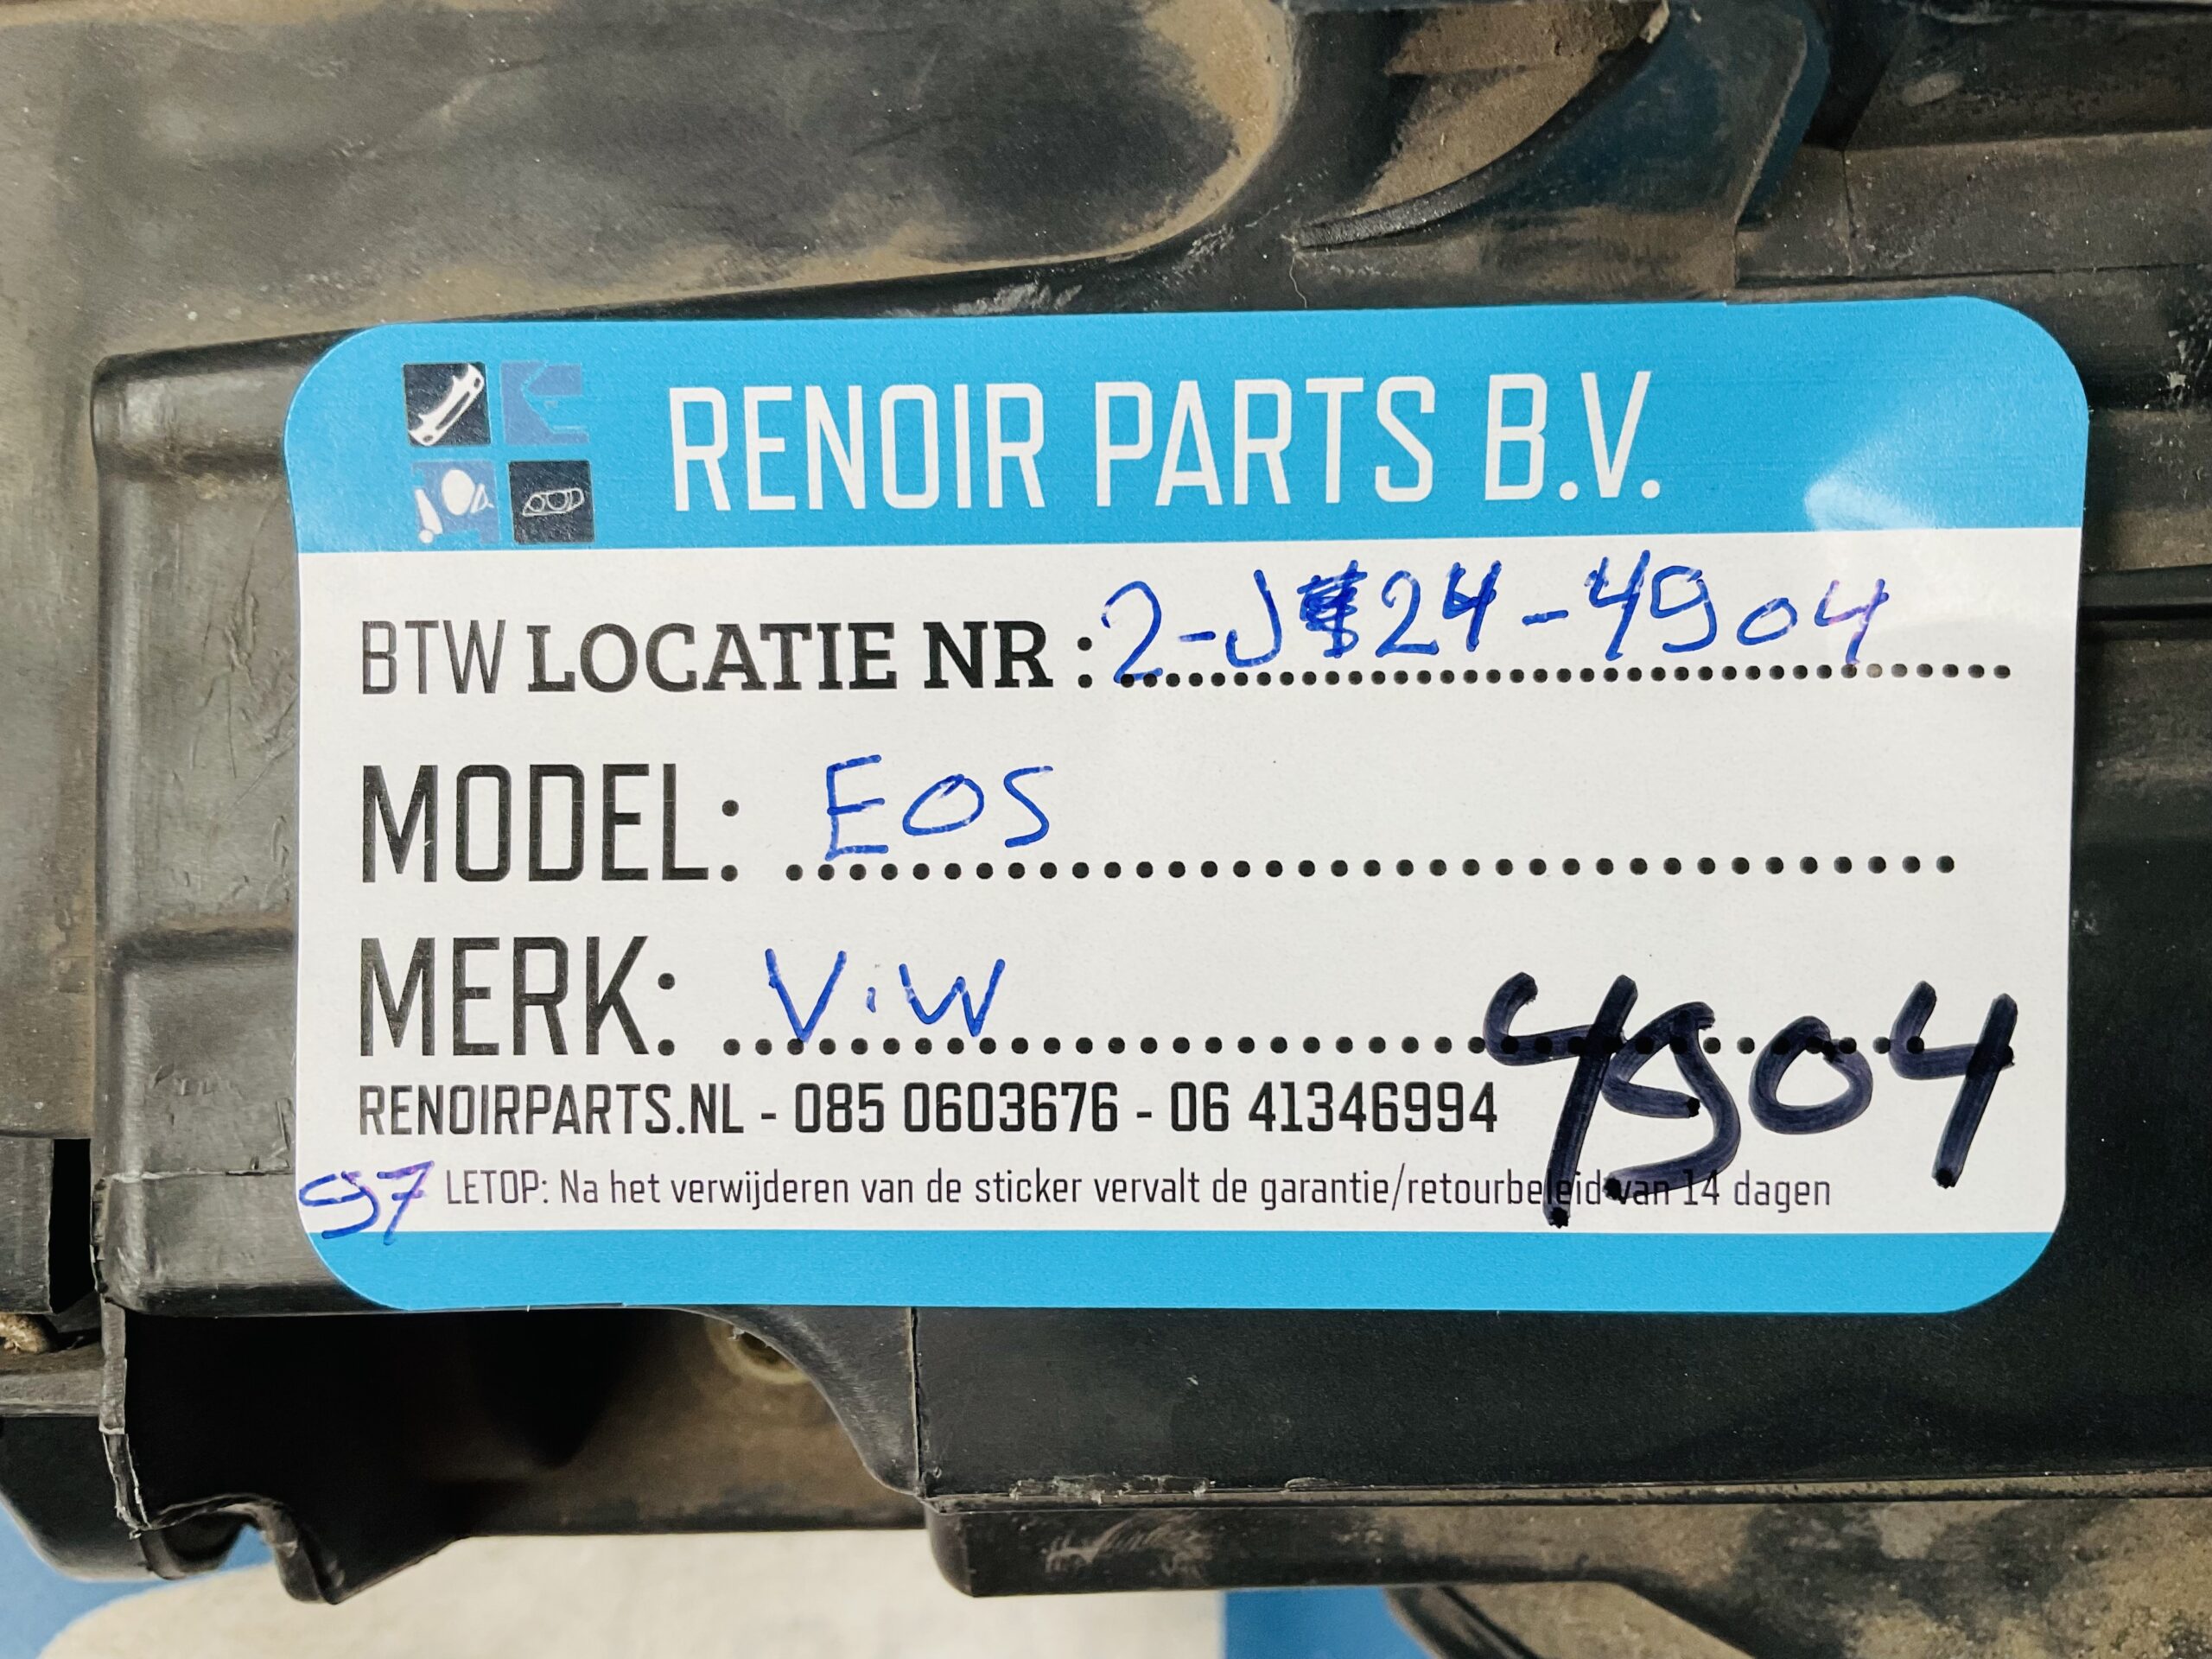 RENOIR PARTS B.V.
BTW LOCATIE NR : 2-J 24-4904
MODEL: EOS
MERK: V.W
4904
RENOIRPARTS.NL - 085 0603676 - 06 41346994
97 LETOP: Na het verwijderen van de sticker vervalt de garantie/retourbeleid van 14 dagen